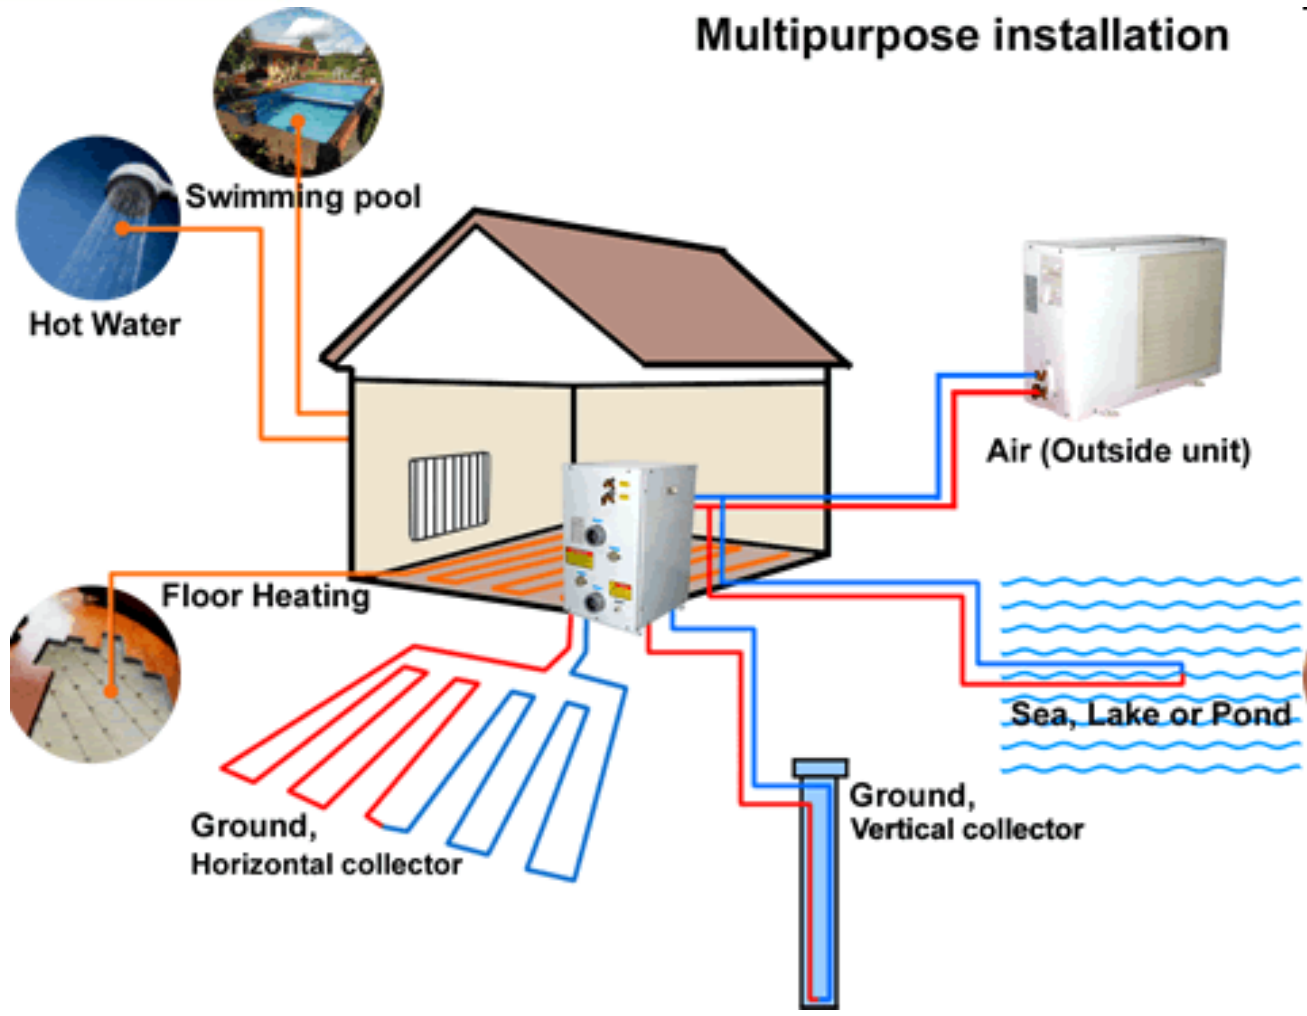 Multipurpose installation
Swimming pool
Hot Water
Air (Outside unit)
Floor Heating
Sea, Lake or Pond
Ground,
Vertical collector
Ground,
Horizontal collector